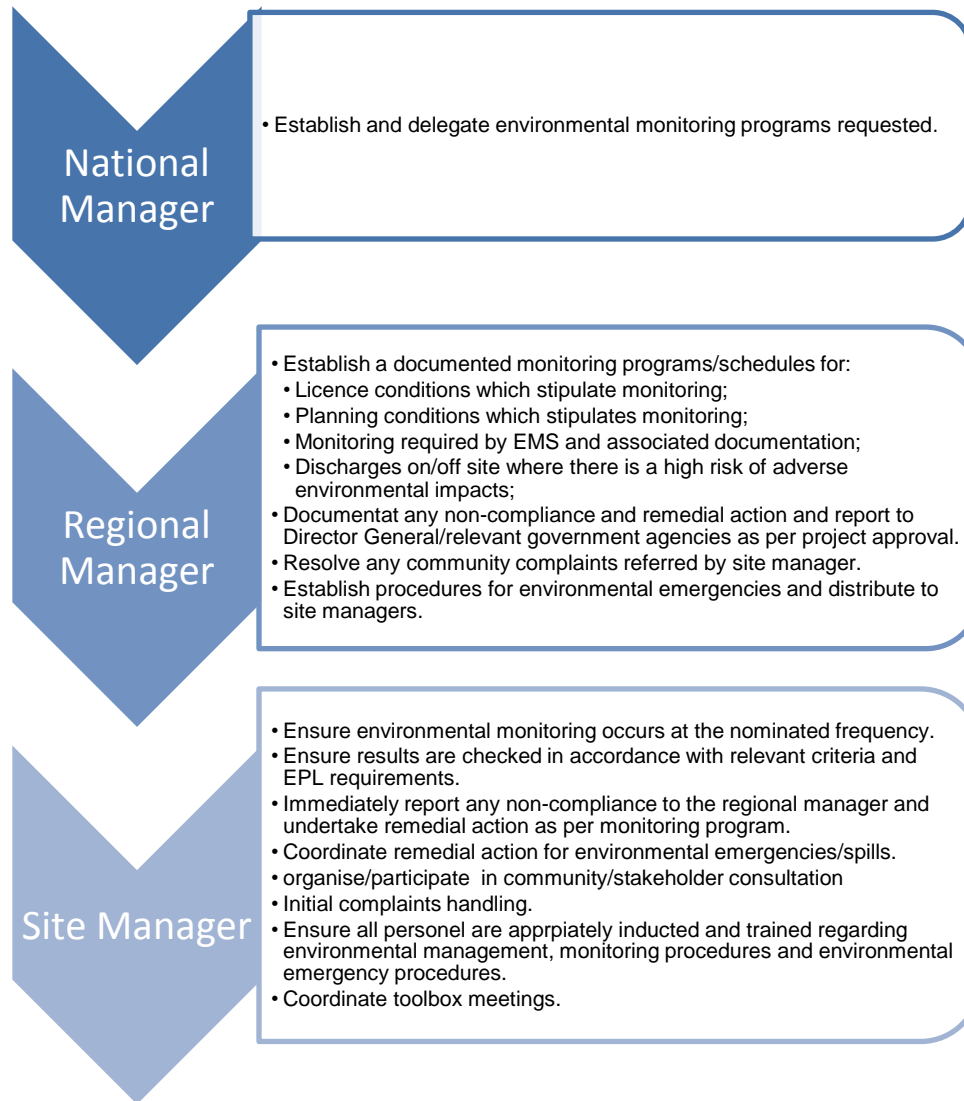 National
Manager
• Establish and delegate environmental monitoring programs requested.
Regional
Manager
• Establish a documented monitoring programs/schedules for:
• Licence conditions which stipulate monitoring;
• Planning conditions which stipulates monitoring;
• Monitoring required by EMS and associated documentation;
• Discharges on/off site where there is a high risk of adverse
environmental impacts;
• Documentat any non-compliance and remedial action and report to
Director General/relevant government agencies as per project approval.
• Resolve any community complaints referred by site manager.
• Establish procedures for environmental emergencies and distribute to
site managers.
Site Manager
• Ensure environmental monitoring occurs at the nominated frequency.
• Ensure results are checked in accordance with relevant criteria and
EPL requirements.
• Immediately report any non-compliance to the regional manager and
undertake remedial action as per monitoring program.
• Coordinate remedial action for environmental emergencies/spills.
• organise/participate  in community/stakeholder consultation
• Initial complaints handling.
• Ensure all personel are apprpiately inducted and trained regarding
environmental management, monitoring procedures and environmental
emergency procedures.
• Coordinate toolbox meetings.